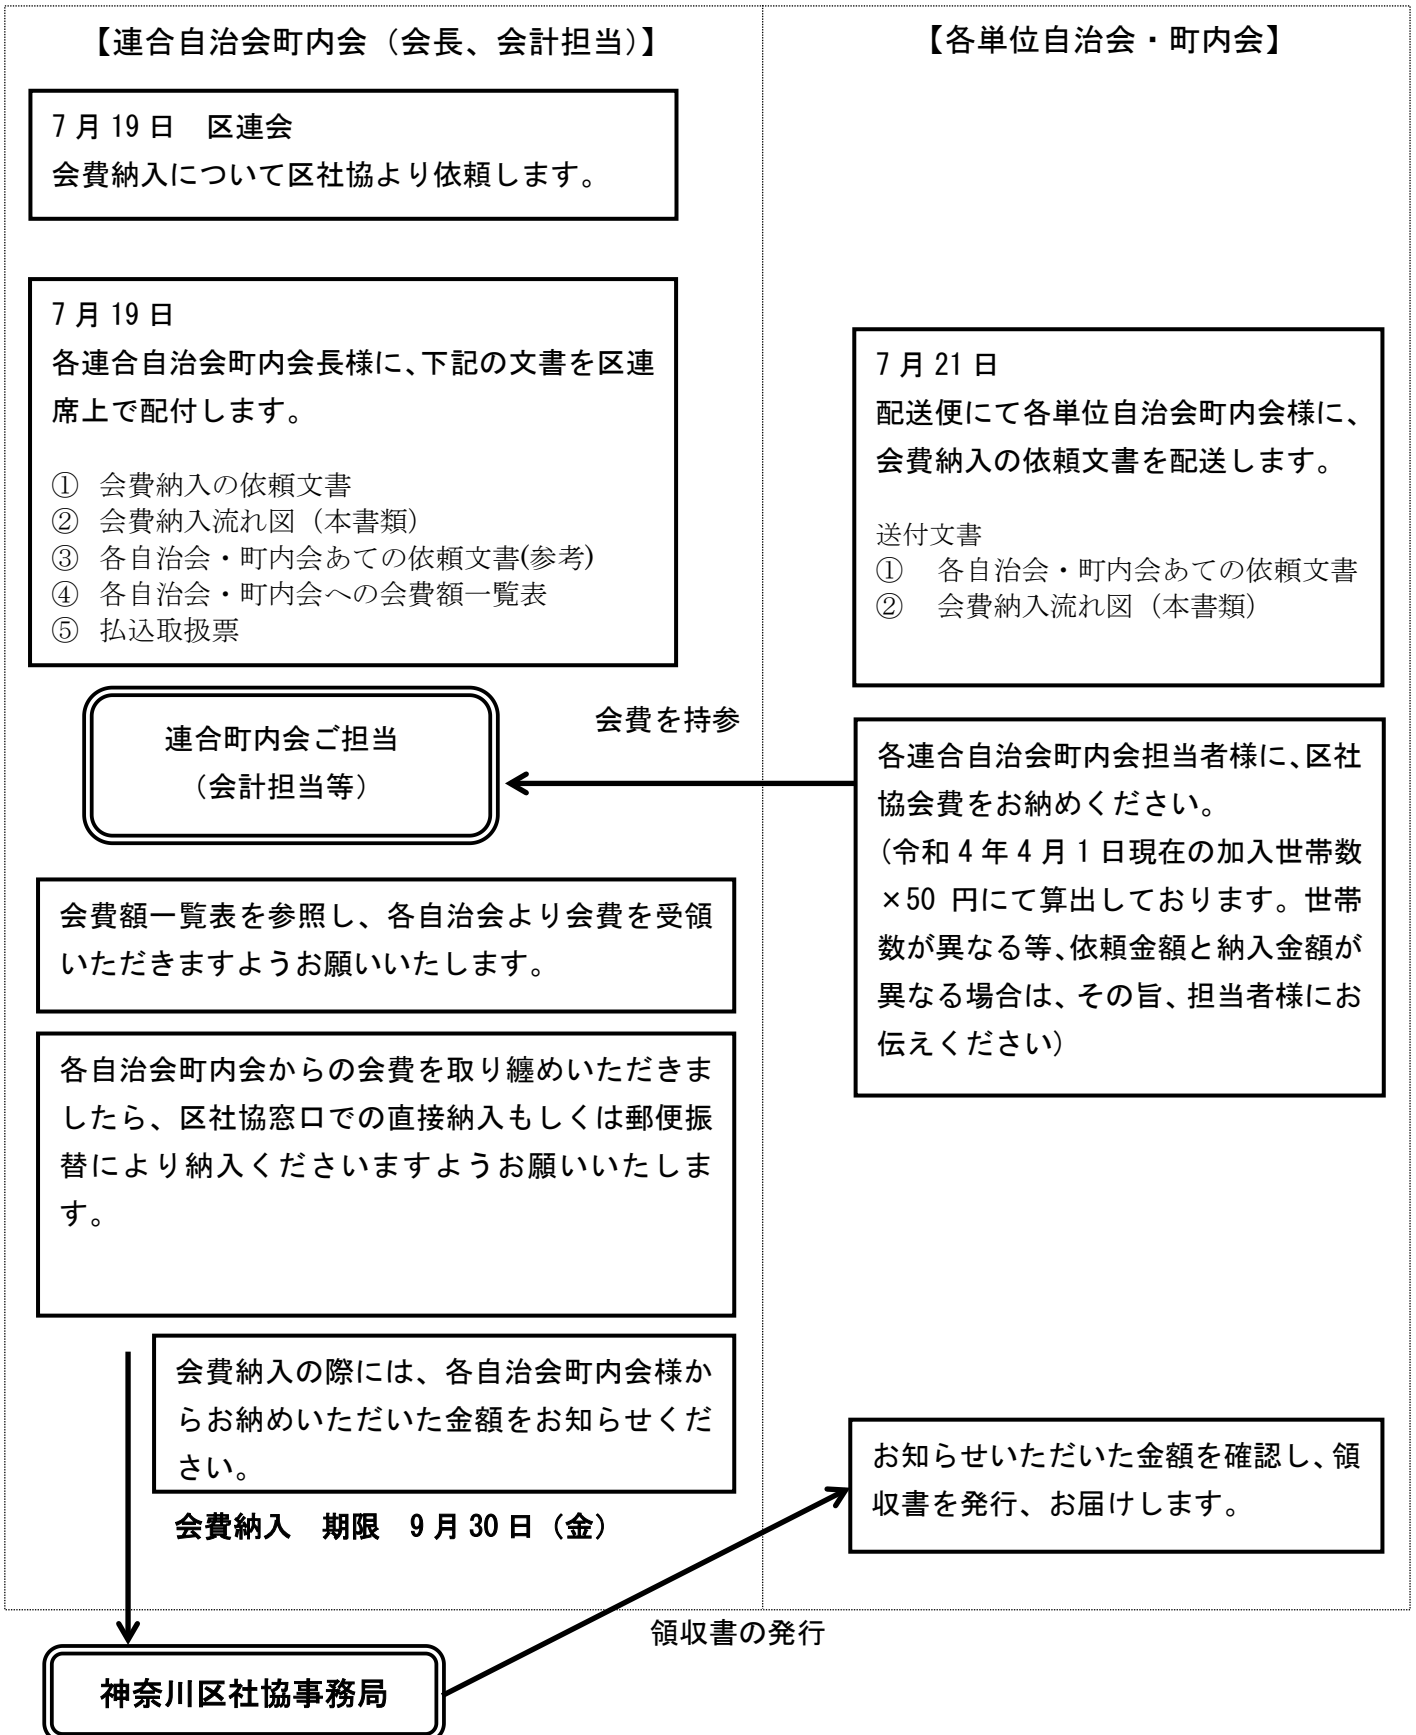 【連合自治会町内会（会長、会計担当）】
7月19日　区連会
会費納入について区社協より依頼します。
7月19日
各連合自治会町内会長様に、下記の文書を区連
席上で配付します。
① 会費納入の依頼文書
② 会費納入流れ図（本書類）
③ 各自治会・町内会あての依頼文書(参考)
④ 各自治会・町内会への会費額一覧表
⑤ 払込取扱票
連合町内会ご担当
（会計担当等）
会費を持参
会費額一覧表を参照し、各自治会より会費を受領
いただきますようお願いいたします。
各自治会町内会からの会費を取り纏めいただきま
したら、区社協窓口での直接納入もしくは郵便振
替により納入くださいますようお願いいたしま
す。
会費納入の際には、各自治会町内会様か
らお納めいただいた金額をお知らせくだ
さい。
会費納入　期限　9月30日（金）
【各単位自治会・町内会】
7月21日
配送便にて各単位自治会町内会様に、
会費納入の依頼文書を配送します。
送付文書
①　各自治会・町内会あての依頼文書
②　会費納入流れ図（本書類）
各連合自治会町内会担当者様に、区社
協会費をお納めください。
（令和4年4月1日現在の加入世帯数
×50 円にて算出しております。世帯
数が異なる等、依頼金額と納入金額が
異なる場合は、その旨、担当者様にお
伝えください）
お知らせいただいた金額を確認し、領
収書を発行、お届けします。
領収書の発行
神奈川区社協事務局